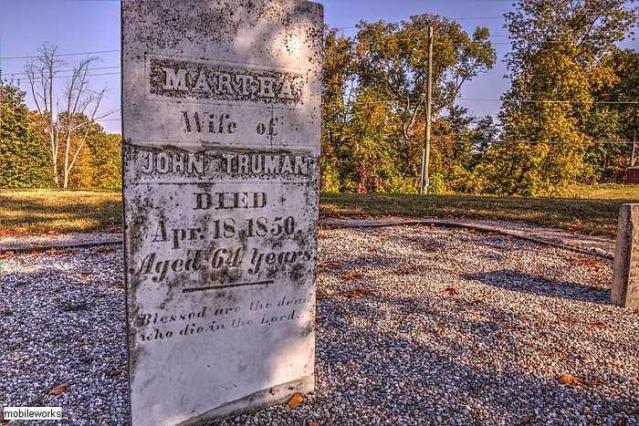 MARTHA
Wife of
JOHN TRUMAN
DIED
Apr. 18, 1850.
Aged 64 Years
Blessed are the dead
who die in the Lord.
mobileworks